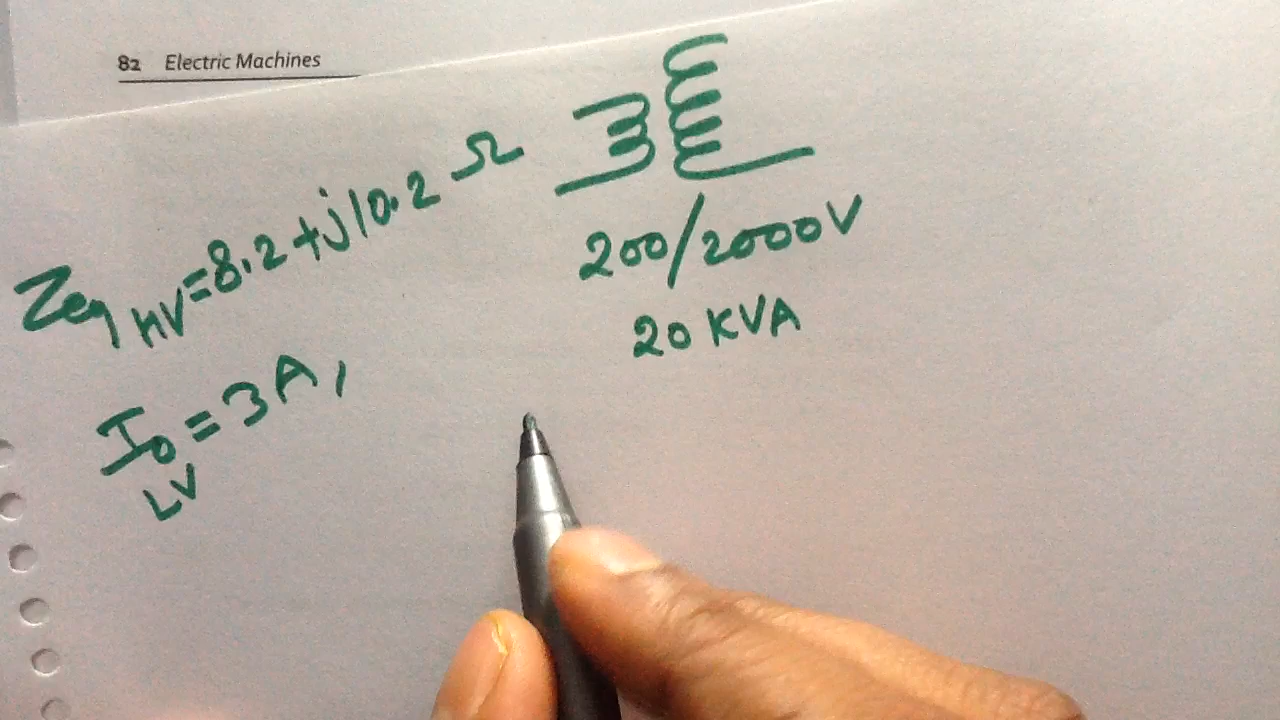 82 Electric Machines
Zeq HV = 8.2 + j10.2 Ω
200/2000V
20 KVA
I0 LV = 3A,